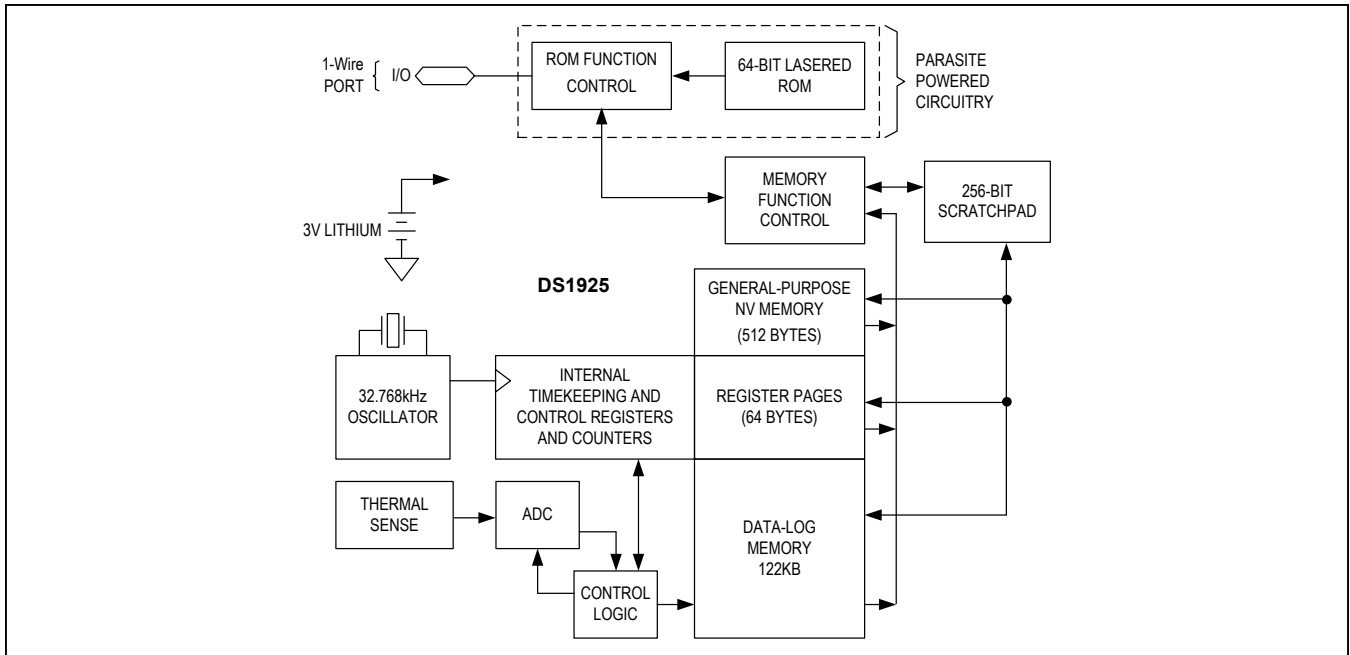 1-Wire
PORT
I/O
ROM FUNCTION
CONTROL
64-BIT LASERED
ROM
PARASITE
POWERED
CIRCUITRY
MEMORY
FUNCTION
CONTROL
256-BIT
SCRATCHPAD
3V LITHIUM
DS1925
GENERAL-PURPOSE
NV MEMORY
(512 BYTES)
32.768kHz
OSCILLATOR
INTERNAL
TIMEKEEPING AND
CONTROL REGISTERS
AND COUNTERS
REGISTER PAGES
(64 BYTES)
THERMAL
SENSE
ADC
CONTROL
LOGIC
DATA-LOG
MEMORY
122KB